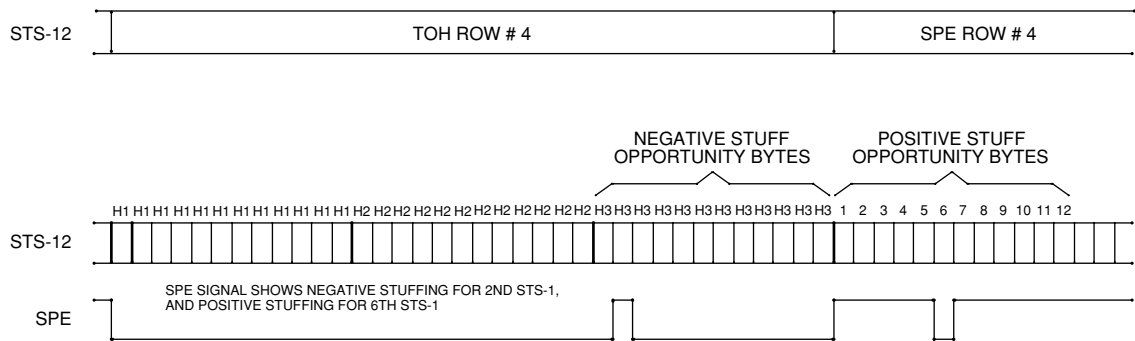 STS-12 TOH ROW # 4 SPE ROW # 4
NEGATIVE STUFF
OPPORTUNITY BYTES
POSITIVE STUFF
OPPORTUNITY BYTES
H1 H1 H1 H1 H1 H1 H1 H1 H1 H1 H1 H1 H2 H2 H2 H2 H2 H2 H2 H2 H2 H2 H2 H2 H3 H3 H3 H3 H3 H3 H3 H3 H3 H3 H3 H3 1 2 3 4 5 6 7 8 9 10 11 12
STS-12
SPE SIGNAL SHOWS NEGATIVE STUFFING FOR 2ND STS-1,
AND POSITIVE STUFFING FOR 6TH STS-1
SPE